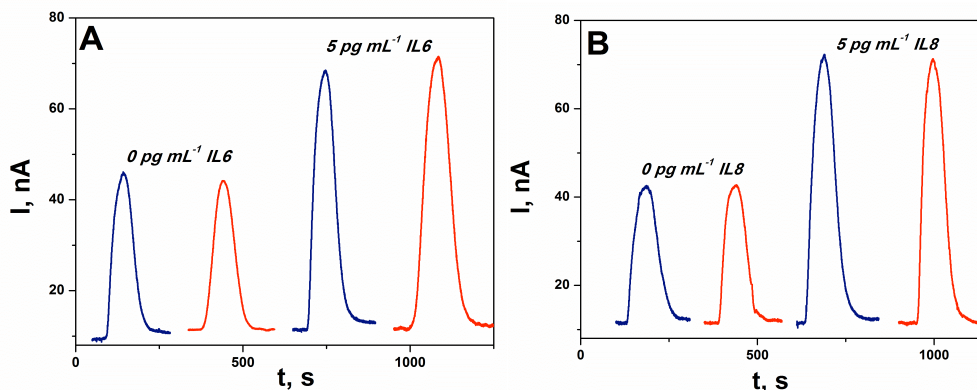 A
80
60
40
20
I, nA
0 pg mL⁻¹ IL6
5 pg mL⁻¹ IL6
0
500
1000
t, s
B
80
60
40
20
I, nA
0 pg mL⁻¹ IL8
5 pg mL⁻¹ IL8
0
500
1000
t, s